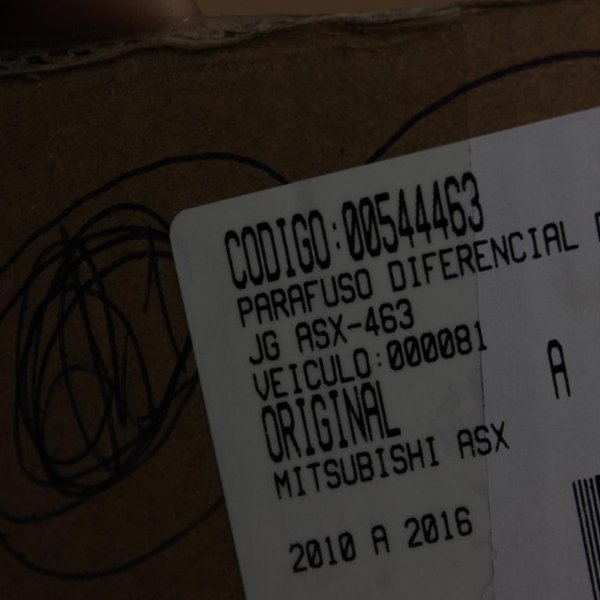 CODIGO:00544463
PARAFUSO DIFERENCIAL
JG ASX-463
VEICULO:000081
ORIGINAL
A
MITSUBISHI ASX
2010 A 2016